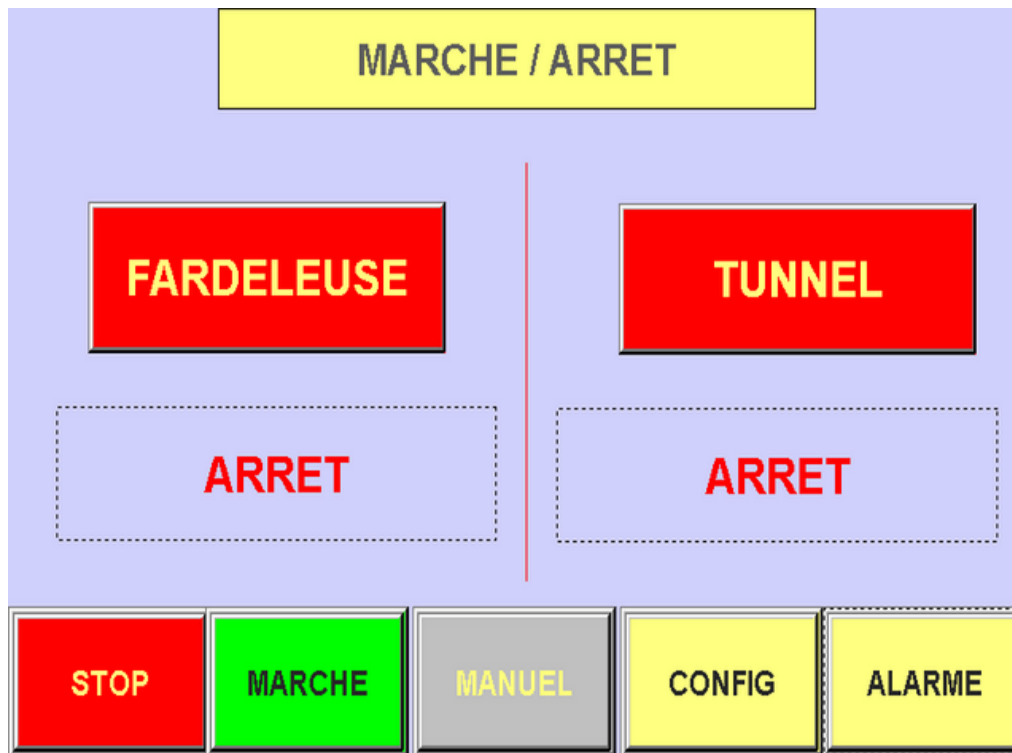 MARCHE / ARRET
FARDELEUSE
TUNNEL
ARRET
ARRET
STOP
MARCHE
MANUEL
CONFIG
ALARME